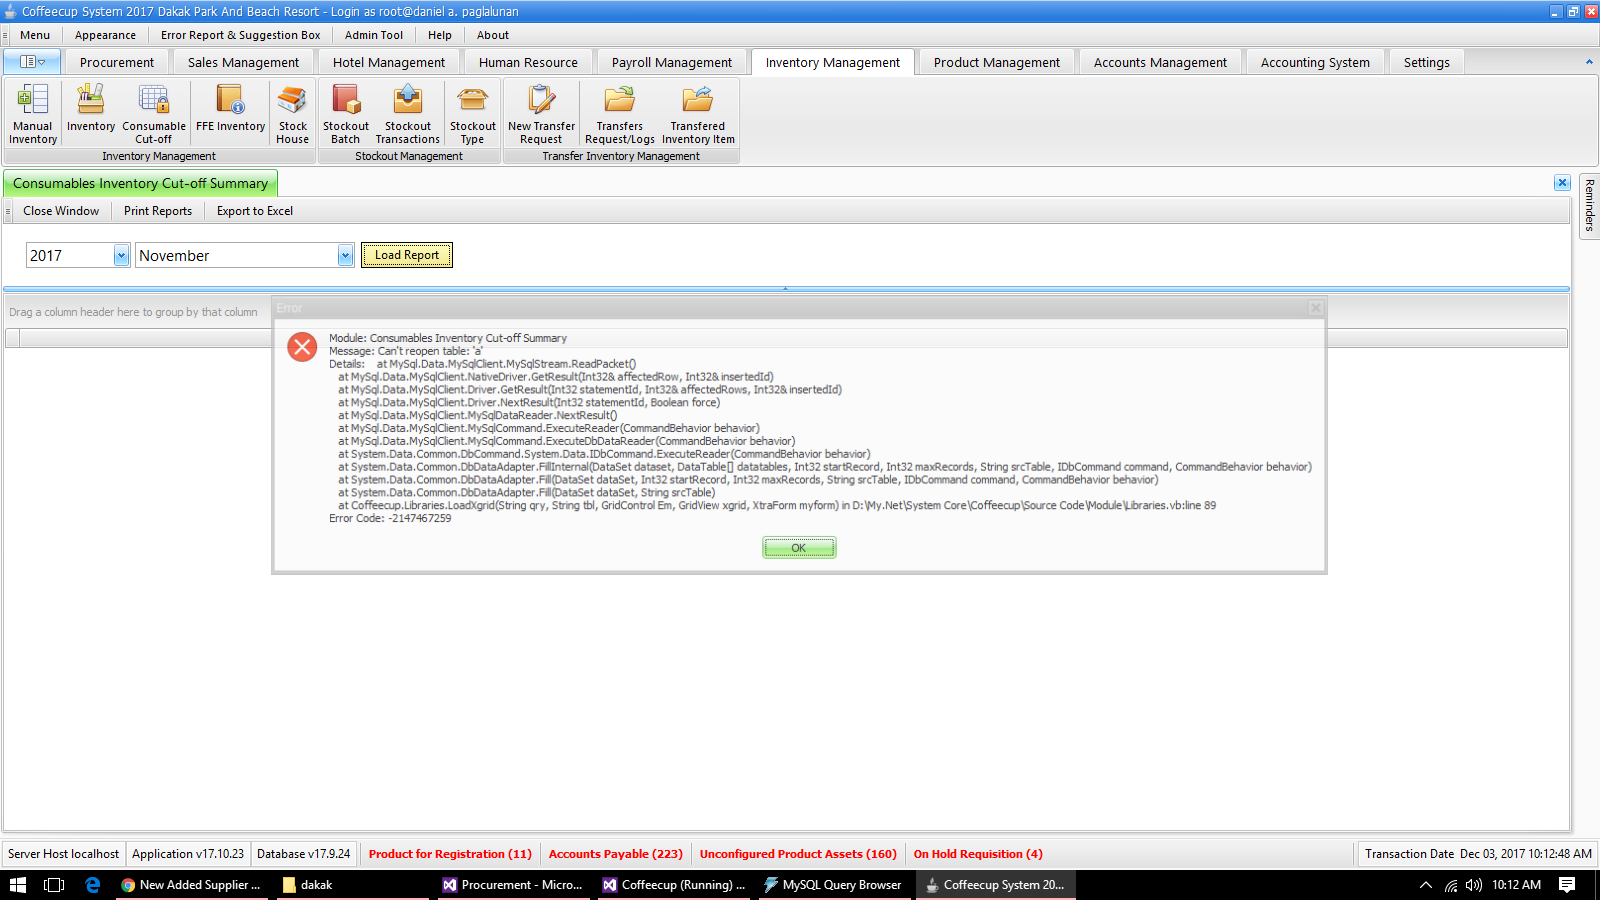 Coffeecup System 2017 Dakak Park And Beach Resort - Login as root@daniel a. paglalunan
Menu Appearance Error Report & Suggestion Box Admin Tool Help About
Procurement Sales Management Hotel Management Human Resource Payroll Management Inventory Management Product Management Accounts Management Accounting System Settings
Manual Inventory Inventory Consumable Cut-off FFE Inventory Stock House Stockout Batch Stockout Transactions Stockout Type New Transfer Request Transfers Request/Logs Transfered Inventory Item
Inventory Management Stockout Management Transfer Inventory Management
Consumables Inventory Cut-off Summary
Reminders
Close Window Print Reports Export to Excel
2017 November Load Report
Drag a column header here to group by that column
Error
Module: Consumables Inventory Cut-off Summary
Message: Can't reopen table: 'a'
Details: at MySql.Data.MySqlClient.MySqlStream.ReadPacket()
at MySql.Data.MySqlClient.NativeDriver.GetResult(Int32& affectedRow, Int32& insertedId)
at MySql.Data.MySqlClient.Driver.GetResult(Int32 statementId, Int32& affectedRows, Int32& insertedId)
at MySql.Data.MySqlClient.Driver.NextResult(Int32 statementId, Boolean force)
at MySql.Data.MySqlClient.MySqlDataReader.NextResult()
at MySql.Data.MySqlClient.MySqlCommand.ExecuteReader(CommandBehavior behavior)
at MySql.Data.MySqlClient.MySqlCommand.ExecuteDbDataReader(CommandBehavior behavior)
at System.Data.Common.DbCommand.System.Data.IDbCommand.ExecuteReader(CommandBehavior behavior)
at System.Data.Common.DbDataAdapter.FillInternal(DataSet dataset, DataTable[] datatables, Int32 startRecord, Int32 maxRecords, String srcTable, IDbCommand command, CommandBehavior behavior)
at System.Data.Common.DbDataAdapter.Fill(DataSet dataSet, Int32 startRecord, Int32 maxRecords, String srcTable, IDbCommand command, CommandBehavior behavior)
at System.Data.Common.DbDataAdapter.Fill(DataSet dataSet, String srcTable)
at Coffeecup.Libraries.LoadXgrid(String qry, String tbl, GridControl Em, GridView xgrid, XtraForm myform) in D:\My.Net\System Core\Coffeecup\Source Code\Module\Libraries.vb:line 89
Error Code: -2147467259
OK
Server Host localhost Application v17.10.23 Database v17.9.24 Product for Registration (11) Accounts Payable (223) Unconfigured Product Assets (160) On Hold Requisition (4) Transaction Date Dec 03, 2017 10:12:48 AM
New Added Supplier ... dakak Procurement - Micro... Coffeecup (Running) ... MySQL Query Browser Coffeecup System 20... 10:12 AM